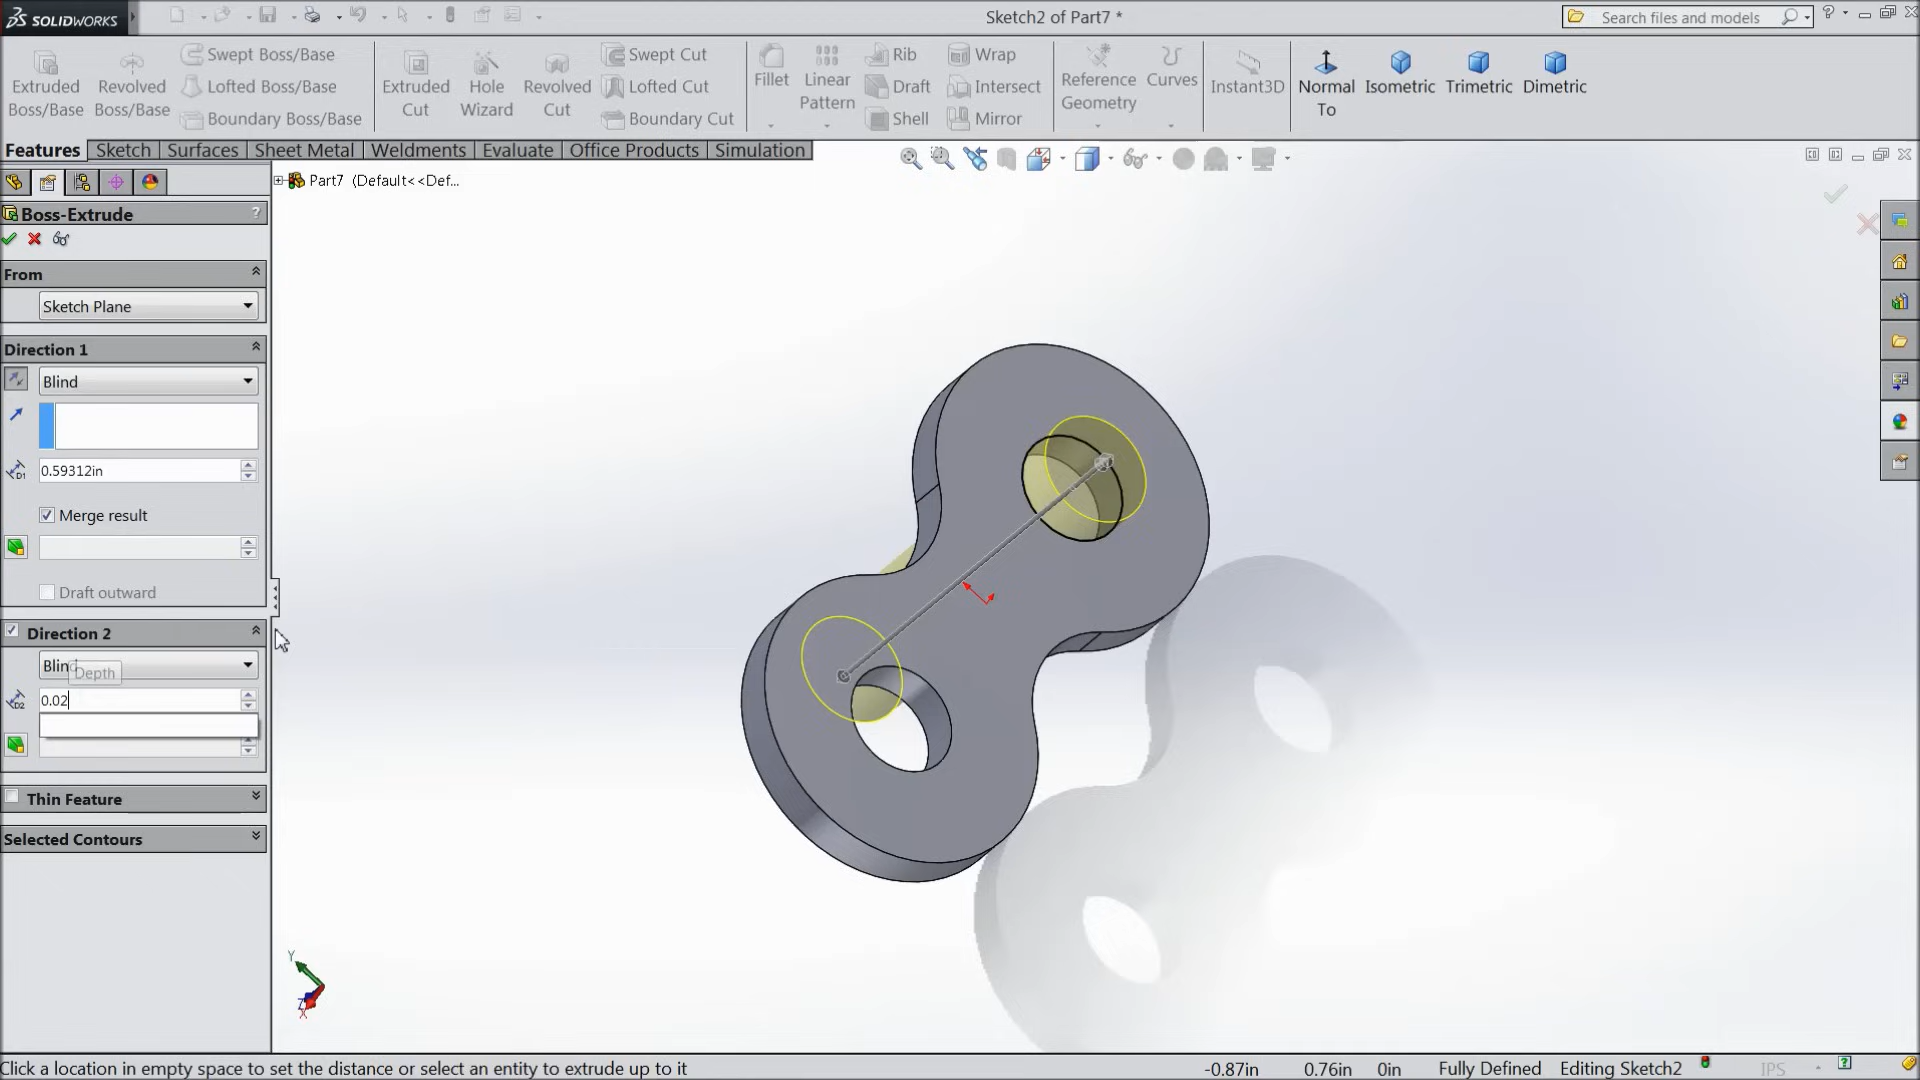 SOLIDWORKS
Sketch2 of Part7 *
Search files and models
?
Extruded Boss/Base
Revolved Boss/Base
Swept Boss/Base
Lofted Boss/Base
Boundary Boss/Base
Extruded Cut
Hole Wizard
Revolved Cut
Swept Cut
Lofted Cut
Boundary Cut
Fillet
Linear Pattern
Rib
Draft
Shell
Wrap
Intersect
Mirror
Reference Geometry
Curves
Instant3D
Normal To
Isometric
Trimetric
Dimetric
Features
Sketch
Surfaces
Sheet Metal
Weldments
Evaluate
Office Products
Simulation
Part7 (Default<<Def...
Boss-Extrude
?
From
Sketch Plane
Direction 1
Blind
D1
0.59312in
Merge result
Draft outward
Direction 2
Blind
Depth
D2
0.02
Thin Feature
Selected Contours
Y
Z
X
Click a location in empty space to set the distance or select an entity to extrude up to it
-0.87in
0.76in
0in
Fully Defined
Editing Sketch2
IPS
?